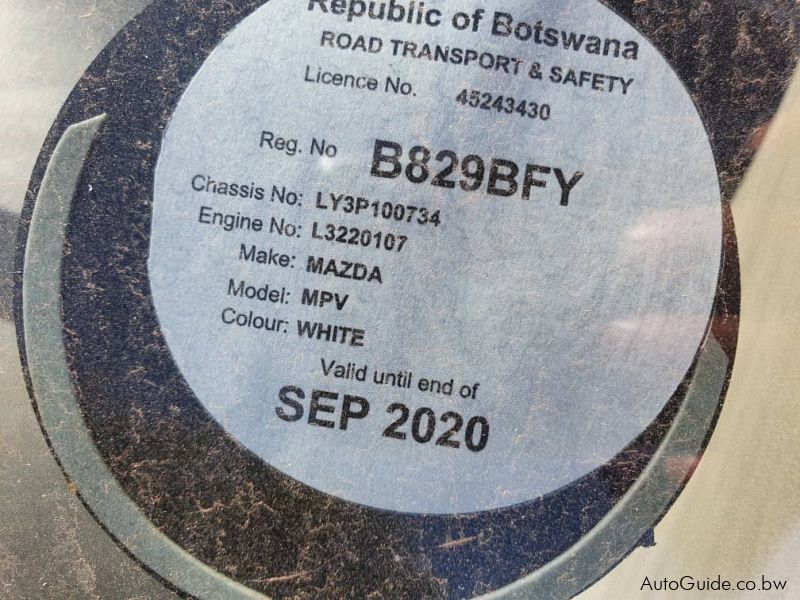 Republic of Botswana
ROAD TRANSPORT & SAFETY
Licence No. 45243430
Reg. No B829BFY
Chassis No: LY3P100734
Engine No: L3220107
Make: MAZDA
Model: MPV
Colour: WHITE
Valid until end of
SEP 2020
AutoGuide.co.bw